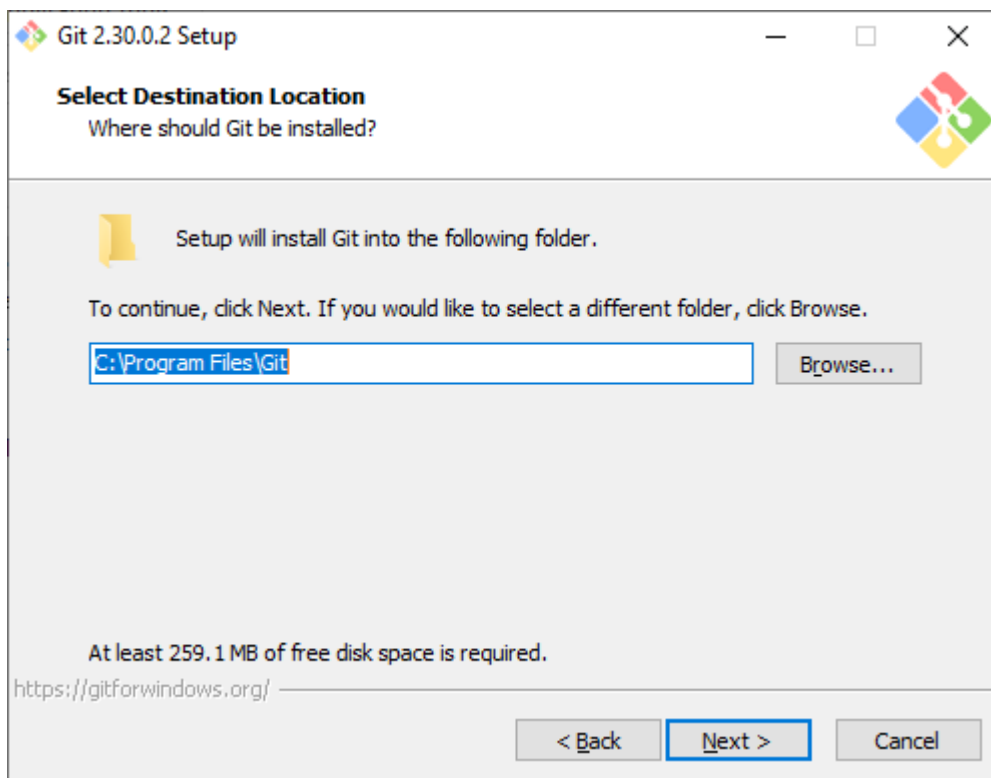 Git 2.30.0.2 Setup
Select Destination Location
Where should Git be installed?
Setup will install Git into the following folder.
To continue, click Next. If you would like to select a different folder, click Browse.
C:\Program Files\Git
Browse...
At least 259.1 MB of free disk space is required.
https://gitforwindows.org/
< Back
Next >
Cancel